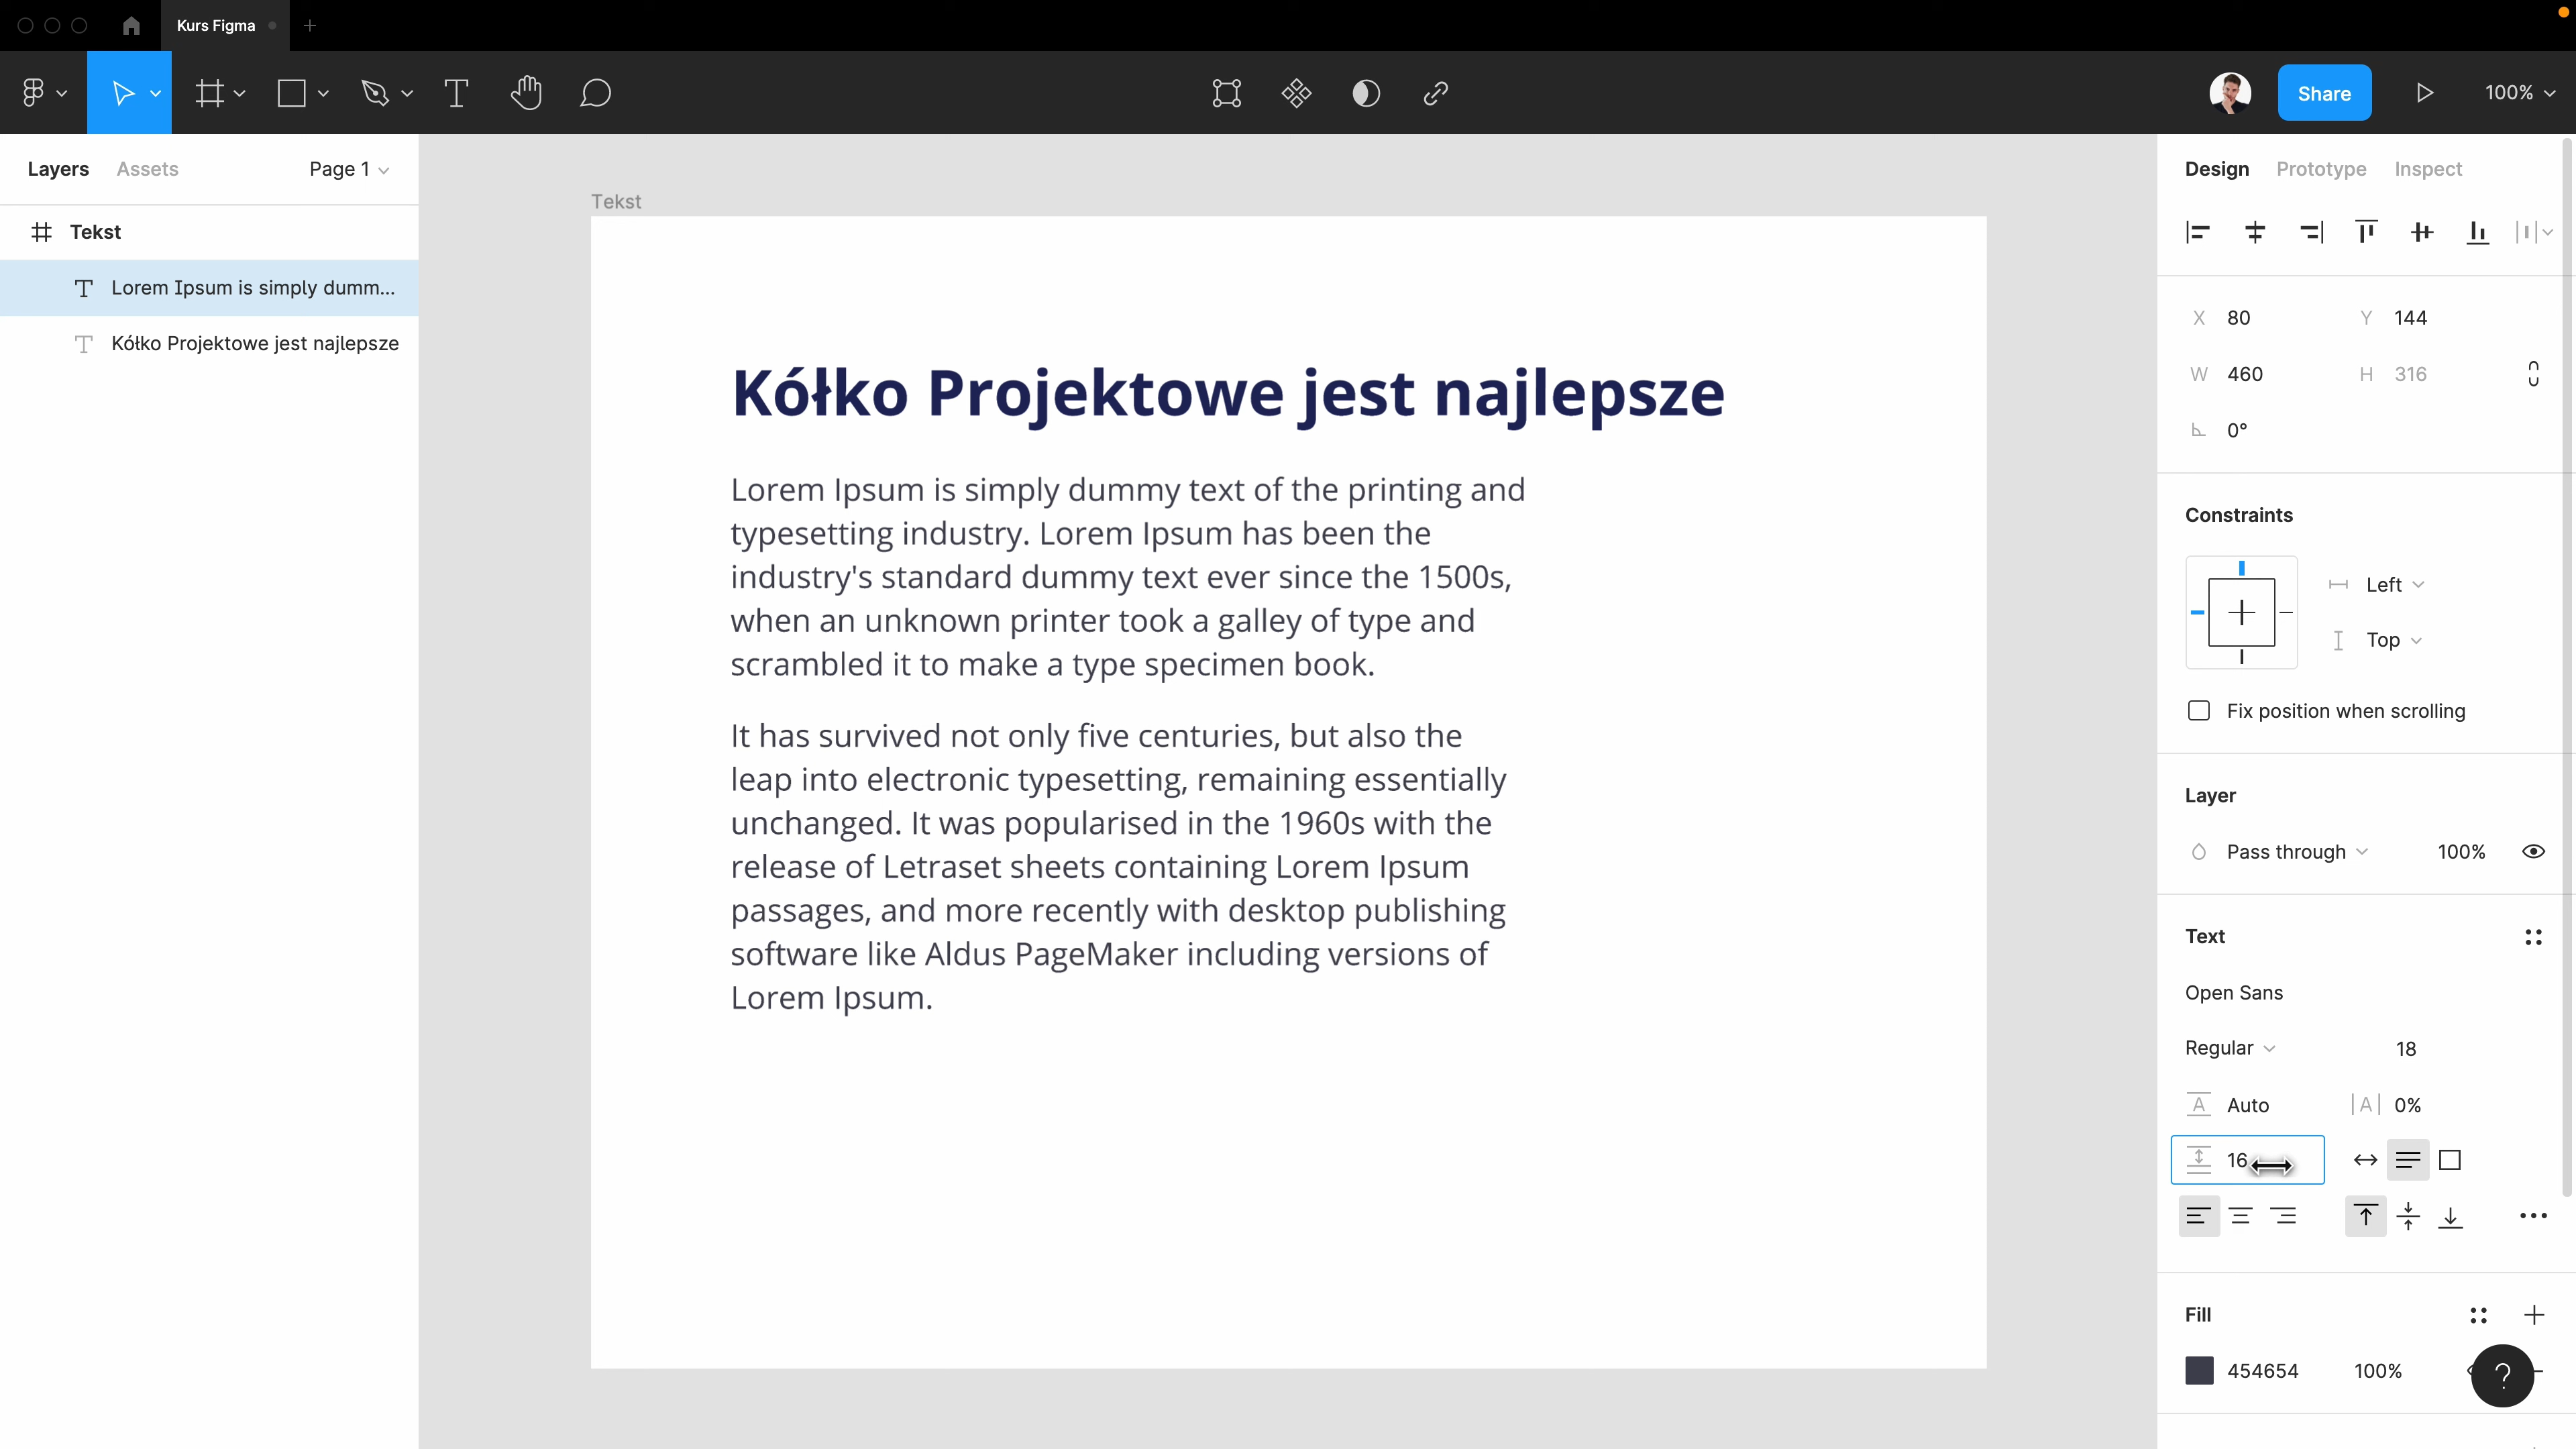 Kurs Figma
Share
100%
Layers
Assets
Page 1
Tekst
Lorem Ipsum is simply dumm...
Kółko Projektowe jest najlepsze
Tekst
Kółko Projektowe jest najlepsze
Lorem Ipsum is simply dummy text of the printing and
typesetting industry. Lorem Ipsum has been the
industry's standard dummy text ever since the 1500s,
when an unknown printer took a galley of type and
scrambled it to make a type specimen book.
It has survived not only five centuries, but also the
leap into electronic typesetting, remaining essentially
unchanged. It was popularised in the 1960s with the
release of Letraset sheets containing Lorem Ipsum
passages, and more recently with desktop publishing
software like Aldus PageMaker including versions of
Lorem Ipsum.
Design
Prototype
Inspect
X 80
Y 144
W 460
H 316
0°
Constraints
Left
Top
Fix position when scrolling
Layer
Pass through
100%
Text
Open Sans
Regular
18
A Auto
|A| 0%
16
Fill
454654
100%
?